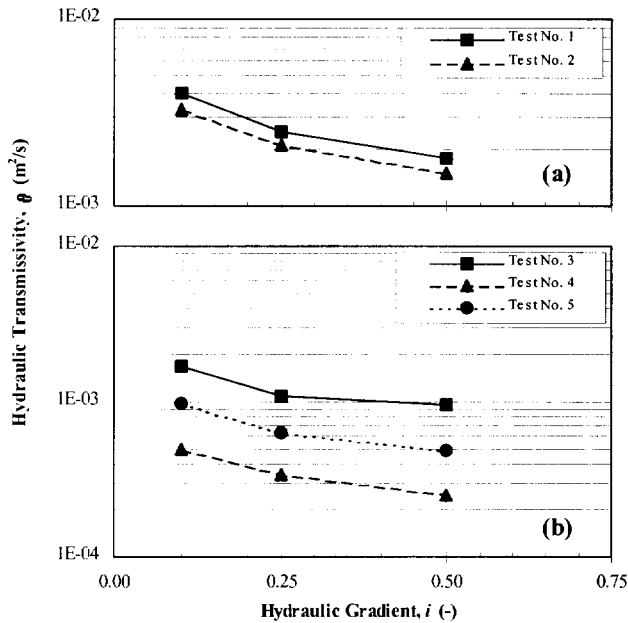 1E-02
Test No. 1
Test No. 2
(a)
1E-03
Hydraulic Transmissivity, θ (m²/s)
1E-02
Test No. 3
Test No. 4
Test No. 5
1E-03
(b)
1E-04
0.00 0.25 0.50 0.75
Hydraulic Gradient, i (-)